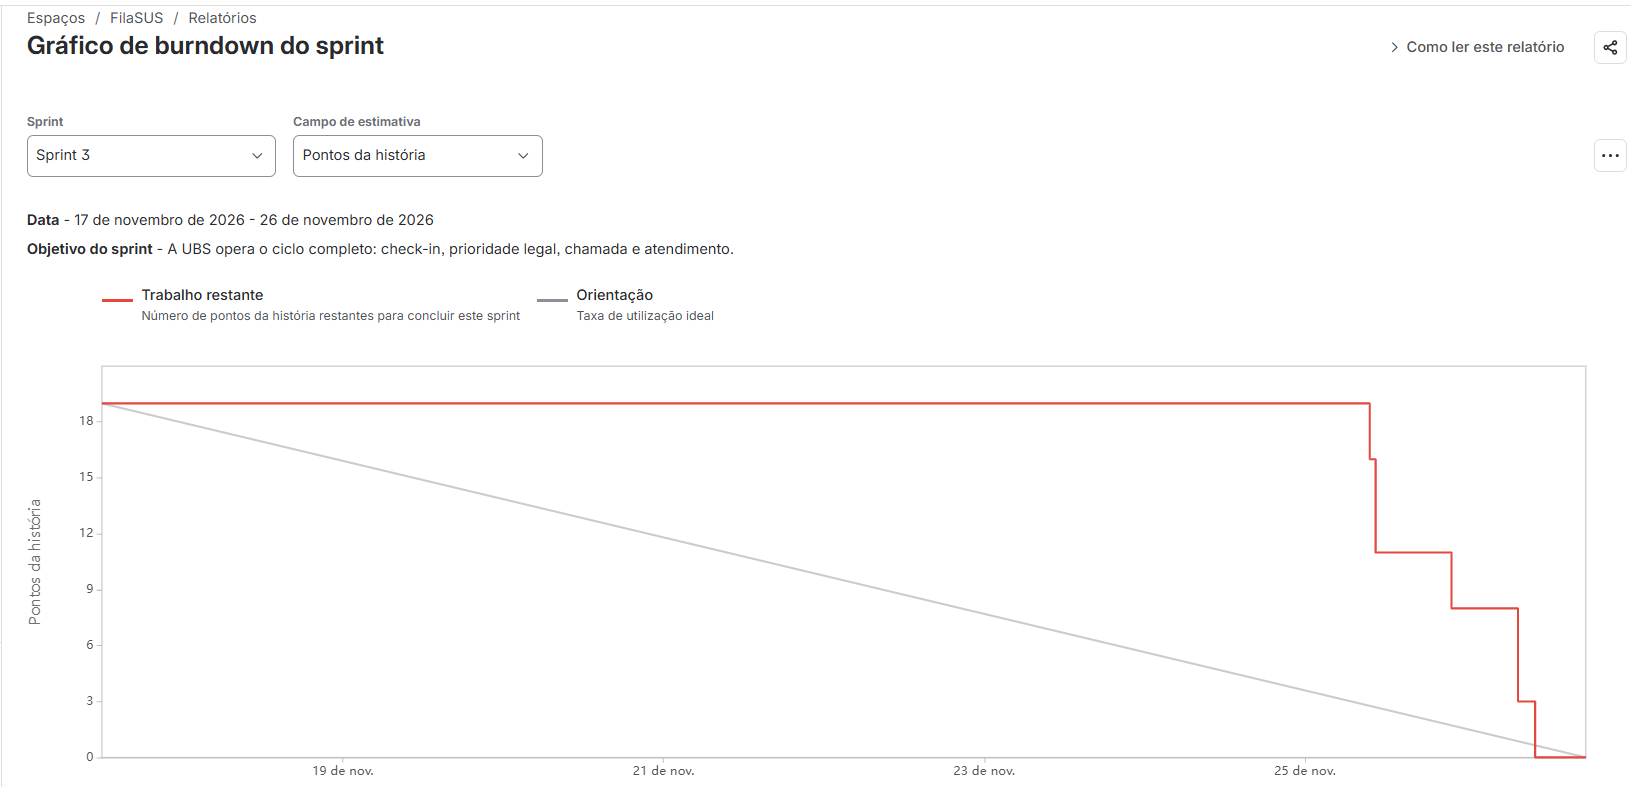 Espaços / FilaSUS / Relatórios
Gráfico de burndown do sprint
Como ler este relatório
Sprint
Campo de estimativa
Sprint 3
Pontos da história
Data - 17 de novembro de 2026 - 26 de novembro de 2026
Objetivo do sprint - A UBS opera o ciclo completo: check-in, prioridade legal, chamada e atendimento.
Trabalho restante
Número de pontos da história restantes para concluir este sprint
Orientação
Taxa de utilização ideal
Pontos da história
18
15
12
9
6
3
0
19 de nov.
21 de nov.
23 de nov.
25 de nov.